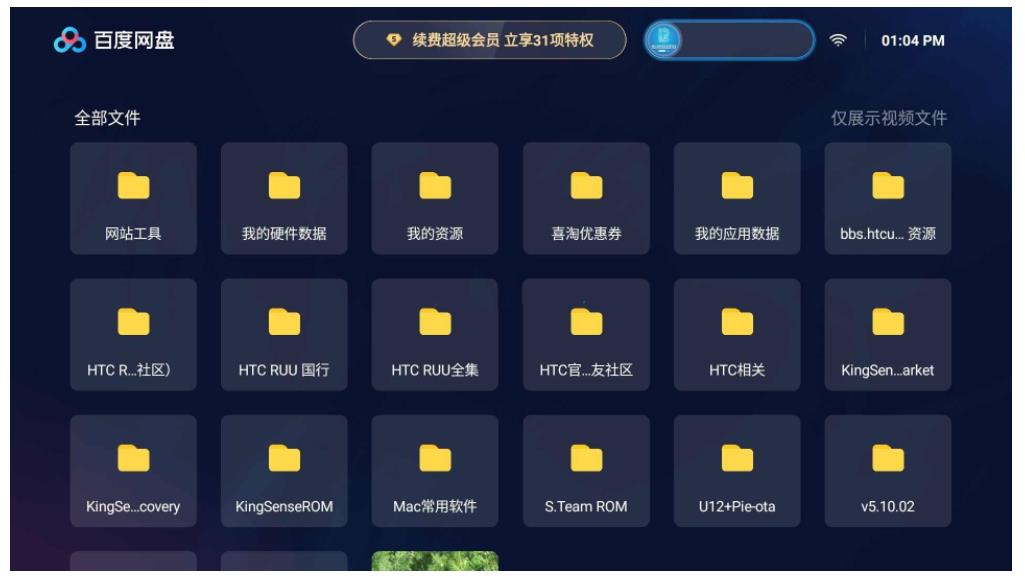 百度网盘
续费超级会员 立享31项特权
01:04 PM
全部文件
仅展示视频文件
网站工具
我的硬件数据
我的资源
喜淘优惠券
我的应用数据
bbs.htcu... 资源
HTC R...社区）
HTC RUU 国行
HTC RUU全集
HTC官...友社区
HTC相关
KingSen...arket
KingSe...covery
KingSenseROM
Mac常用软件
S.Team ROM
U12+Pie-ota
v5.10.02